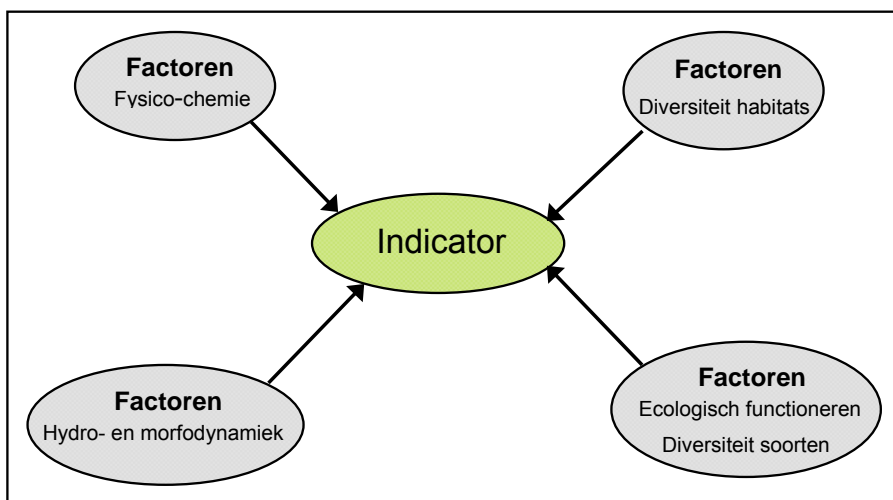 Factoren
Fysico-chemie
Factoren
Diversiteit habitats
Indicator
Factoren
Hydro- en morfodynamiek
Factoren
Ecologisch functioneren
Diversiteit soorten